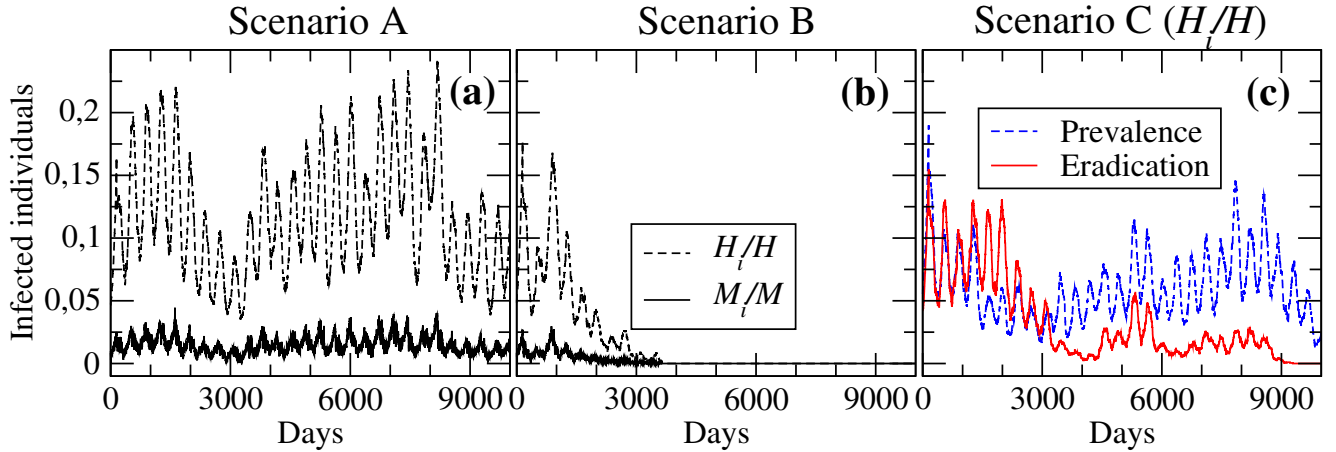 Scenario A
Scenario B
Scenario C (H_i/H)
Infected individuals
0,2
0,15
0,1
0,05
0
(a)
(b)
(c)
H_i/H
M_i/M
Prevalence
Eradication
0 3000 6000 9000
0 3000 6000 9000
0 3000 6000 9000
Days
Days
Days